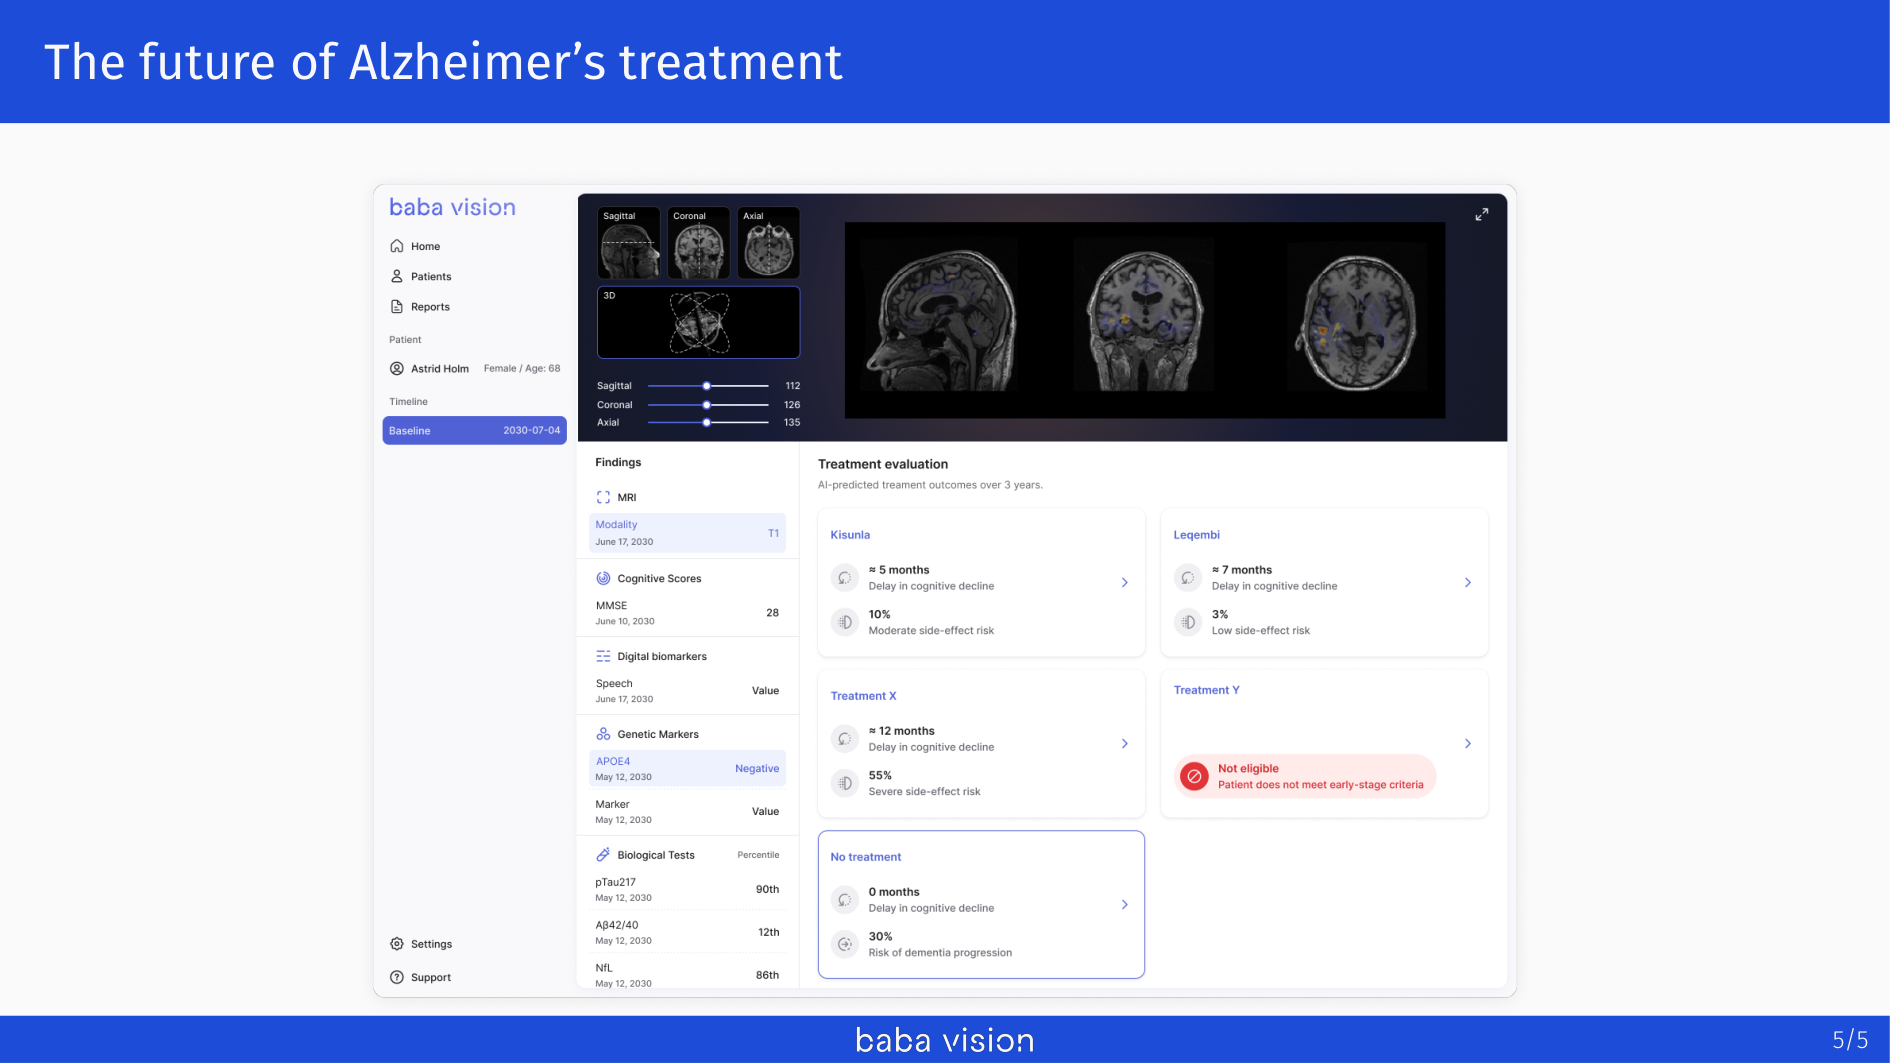 The future of Alzheimer’s treatment
baba vision
Home
Patients
Reports
Patient
Astrid Holm Female / Age: 68
Timeline
Baseline 2030-07-04
Settings
Support
Sagittal Coronal Axial
3D
Sagittal 112
Coronal 126
Axial 135
Findings
MRI
Modality T1
June 17, 2030
Cognitive Scores
MMSE 28
June 10, 2030
Digital biomarkers
Speech Value
June 17, 2030
Genetic Markers
APOE4 Negative
May 12, 2030
Marker Value
May 12, 2030
Biological Tests Percentile
pTau217 90th
May 12, 2030
Aβ42/40 12th
May 12, 2030
NfL 86th
May 12, 2030
Treatment evaluation
AI-predicted treament outcomes over 3 years.
Kisunla
≈ 5 months
Delay in cognitive decline
10%
Moderate side-effect risk
Leqembi
≈ 7 months
Delay in cognitive decline
3%
Low side-effect risk
Treatment X
≈ 12 months
Delay in cognitive decline
55%
Severe side-effect risk
Treatment Y
Not eligible
Patient does not meet early-stage criteria
No treatment
0 months
Delay in cognitive decline
30%
Risk of dementia progression
baba vision
5/5